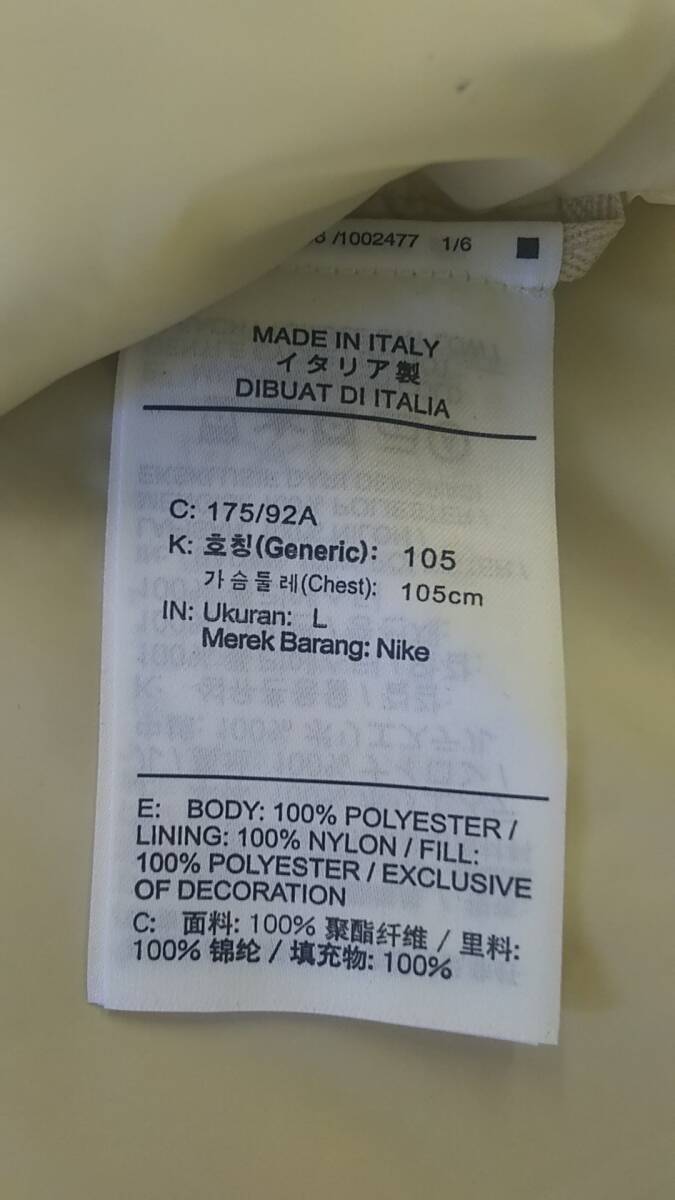 /1002477 1/6
MADE IN ITALY
イタリア製
DIBUAT DI ITALIA
C: 175/92A
K: 호칭(Generic): 105
가슴둘레(Chest): 105cm
IN: Ukuran: L
Merek Barang: Nike
E: BODY: 100% POLYESTER /
LINING: 100% NYLON / FILL:
100% POLYESTER / EXCLUSIVE
OF DECORATION
C: 面料: 100% 聚酯纤维 / 里料:
100% 锦纶 / 填充物: 100%